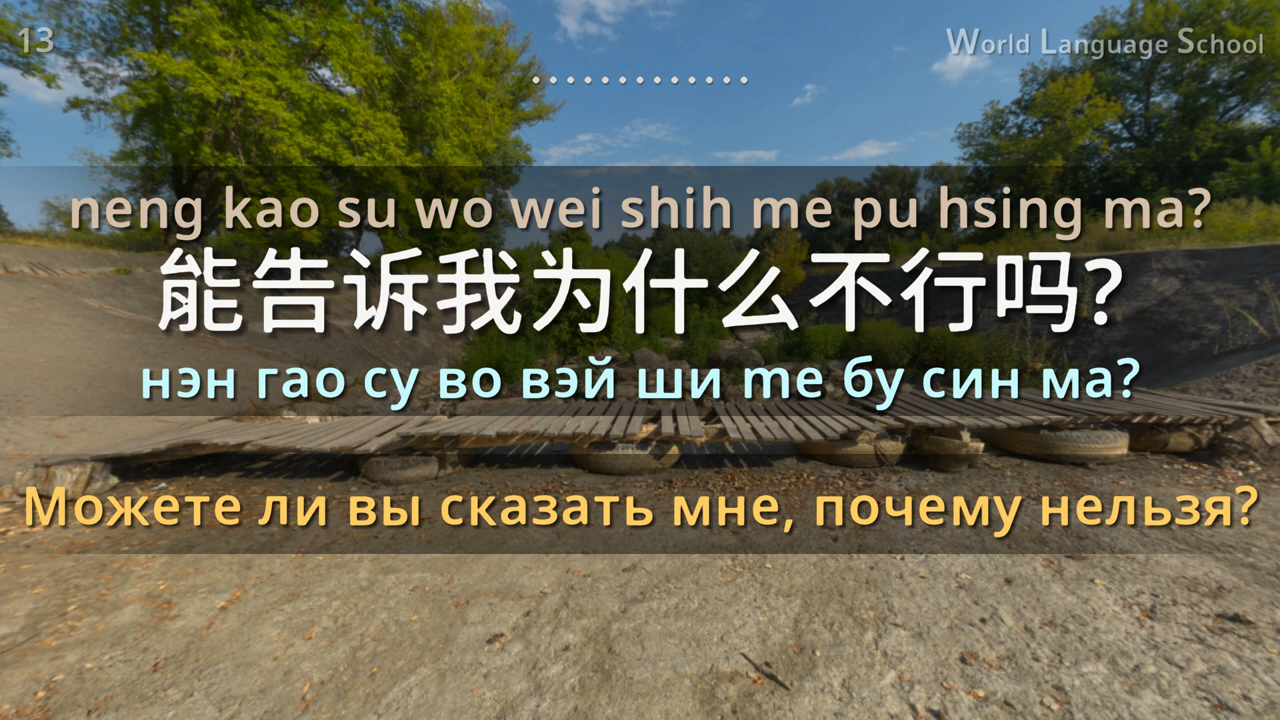 13
World Language School
neng kao su wo wei shih me pu hsing ma?
能告诉我为什么不行吗?
нэн гао су во вэй ши me бу син ма?
Можете ли вы сказать мне, почему нельзя?